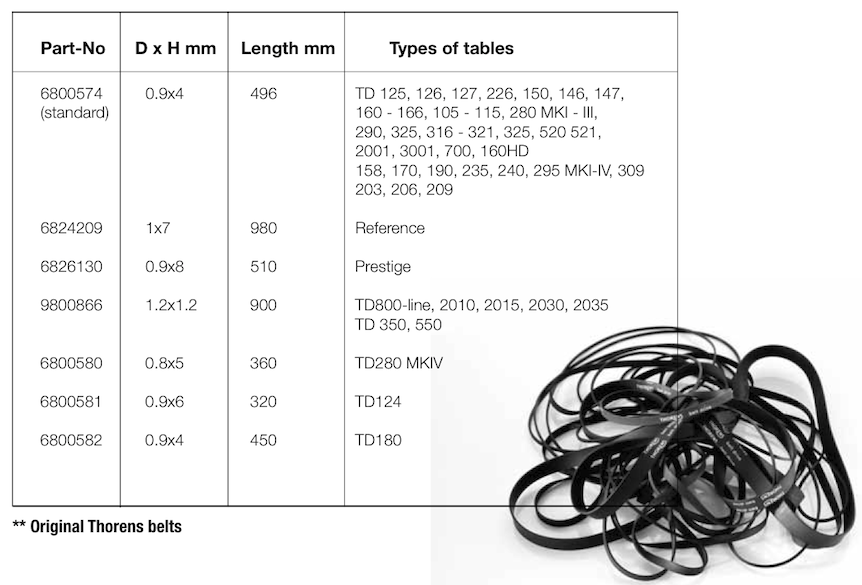 Part-No D x H mm Length mm Types of tables
6800574 0.9x4 496 TD 125, 126, 127, 226, 150, 146, 147,
(standard) 160 - 166, 105 - 115, 280 MKI - III,
290, 325, 316 - 321, 325, 520 521,
2001, 3001, 700, 160HD
158, 170, 190, 235, 240, 295 MKI-IV, 309
203, 206, 209
6824209 1x7 980 Reference
6826130 0.9x8 510 Prestige
9800866 1.2x1.2 900 TD800-line, 2010, 2015, 2030, 2035
TD 350, 550
6800580 0.8x5 360 TD280 MKIV
6800581 0.9x6 320 TD124
6800582 0.9x4 450 TD180
** Original Thorens belts
THORENS